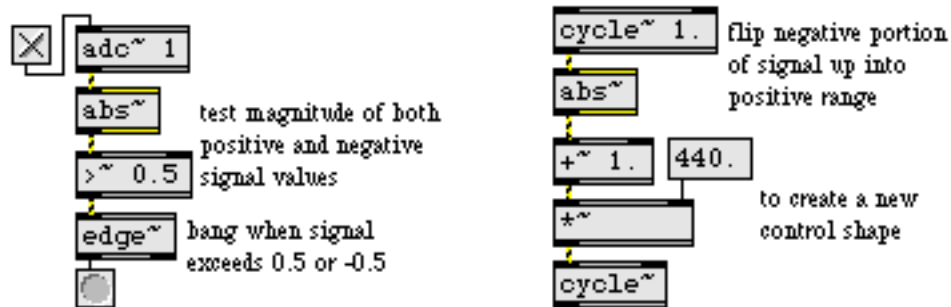 adc~ 1
abs~
test magnitude of both
positive and negative
signal values
>~ 0.5
edge~
bang when signal
exceeds 0.5 or -0.5
cycle~ 1.
flip negative portion
of signal up into
positive range
abs~
+~ 1.
440.
*~
to create a new
control shape
cycle~